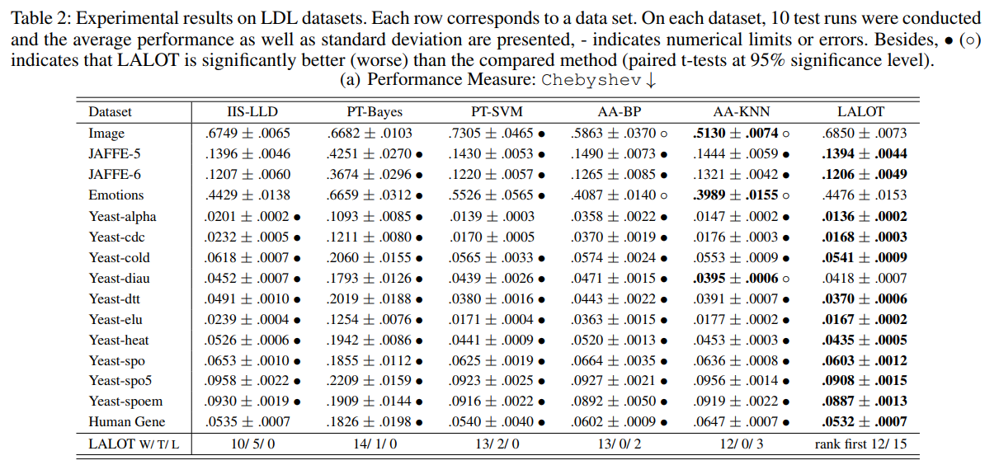 Table 2: Experimental results on LDL datasets. Each row corresponds to a data set. On each dataset, 10 test runs were conducted
and the average performance as well as standard deviation are presented, - indicates numerical limits or errors. Besides, ● (○)
indicates that LALOT is significantly better (worse) than the compared method (paired t-tests at 95% significance level).
(a) Performance Measure: Chebyshev ↓
Dataset IIS-LLD PT-Bayes PT-SVM AA-BP AA-KNN LALOT
Image .6749 ± .0065 .6682 ± .0103 .7305 ± .0465 ● .5863 ± .0370 ○ .5130 ± .0074 ○ .6850 ± .0073
JAFFE-5 .1396 ± .0046 .4251 ± .0270 ● .1430 ± .0053 ● .1490 ± .0073 ● .1444 ± .0059 ● .1394 ± .0044
JAFFE-6 .1207 ± .0060 .3674 ± .0296 ● .1220 ± .0057 ● .1265 ± .0085 ● .1321 ± .0042 ● .1206 ± .0049
Emotions .4429 ± .0138 .6659 ± .0312 ● .5526 ± .0565 ● .4087 ± .0140 ○ .3989 ± .0155 ○ .4476 ± .0153
Yeast-alpha .0201 ± .0002 ● .1093 ± .0085 ● .0139 ± .0003 .0358 ± .0022 ● .0147 ± .0002 ● .0136 ± .0002
Yeast-cdc .0232 ± .0005 ● .1211 ± .0080 ● .0170 ± .0005 .0370 ± .0019 ● .0176 ± .0003 ● .0168 ± .0003
Yeast-cold .0618 ± .0007 ● .2060 ± .0155 ● .0565 ± .0033 ● .0574 ± .0024 ● .0553 ± .0009 ● .0541 ± .0009
Yeast-diau .0452 ± .0007 ● .1793 ± .0126 ● .0439 ± .0026 ● .0471 ± .0015 ● .0395 ± .0006 ○ .0418 ± .0007
Yeast-dtt .0491 ± .0010 ● .2019 ± .0188 ● .0380 ± .0016 ● .0443 ± .0022 ● .0391 ± .0007 ● .0370 ± .0006
Yeast-elu .0239 ± .0004 ● .1254 ± .0076 ● .0171 ± .0004 ● .0363 ± .0015 ● .0177 ± .0002 ● .0167 ± .0002
Yeast-heat .0526 ± .0006 ● .1942 ± .0086 ● .0441 ± .0009 ● .0520 ± .0013 ● .0453 ± .0003 ● .0435 ± .0005
Yeast-spo .0653 ± .0010 ● .1855 ± .0112 ● .0625 ± .0019 ● .0664 ± .0035 ● .0636 ± .0008 ● .0603 ± .0012
Yeast-spo5 .0958 ± .0022 ● .2209 ± .0159 ● .0923 ± .0025 ● .0927 ± .0021 ● .0956 ± .0014 ● .0908 ± .0015
Yeast-spoem .0930 ± .0019 ● .1909 ± .0144 ● .0916 ± .0022 ● .0892 ± .0050 ● .0919 ± .0022 ● .0887 ± .0013
Human Gene .0535 ± .0007 .1826 ± .0198 ● .0540 ± .0040 ● .0602 ± .0009 ● .0647 ± .0007 ● .0532 ± .0007
LALOT W/ T/ L 10/ 5/ 0 14/ 1/ 0 13/ 2/ 0 13/ 0/ 2 12/ 0/ 3 rank first 12/ 15